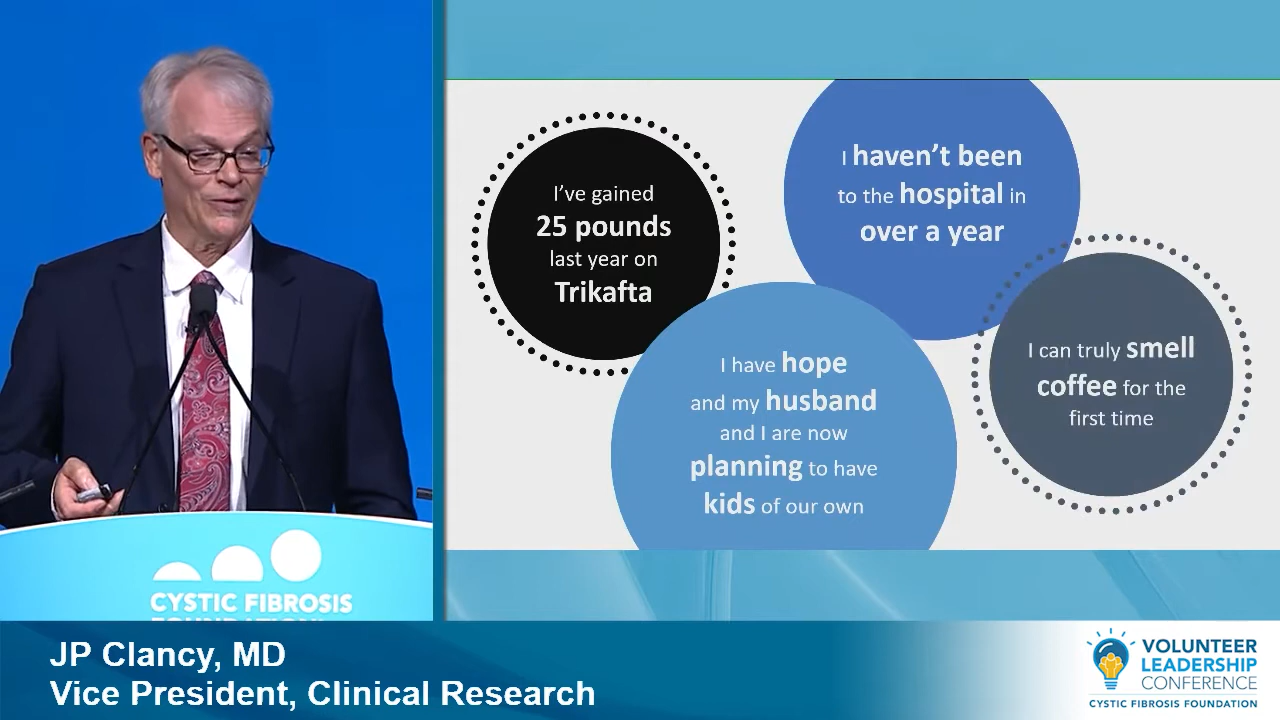 I've gained
25 pounds
last year on
Trikafta
I haven't been
to the hospital in
over a year
I have hope
and my husband
and I are now
planning to have
kids of our own
I can truly smell
coffee for the
first time
CYSTIC FIBROSIS
FOUNDATION
JP Clancy, MD
Vice President, Clinical Research
VOLUNTEER
LEADERSHIP
CONFERENCE
CYSTIC FIBROSIS FOUNDATION